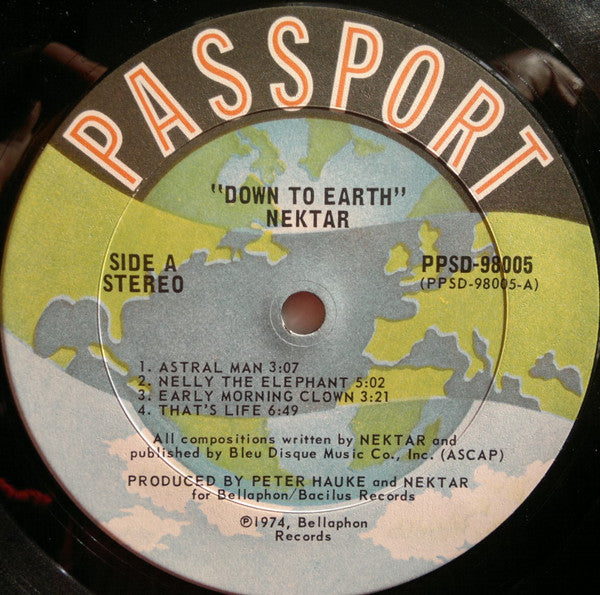 PASSPORT
"DOWN TO EARTH"
NEKTAR
SIDE A
STEREO
PPSD-98005
(PPSD-98005-A)
1. ASTRAL MAN 3:07
2. NELLY THE ELEPHANT 5:02
3. EARLY MORNING CLOWN 3:21
4. THAT'S LIFE 6:49
All compositions written by NEKTAR and
published by Bleu Disque Music Co., Inc. (ASCAP)
PRODUCED BY PETER HAUKE and NEKTAR
for Bellaphon/Bacilus Records
℗1974, Bellaphon
Records